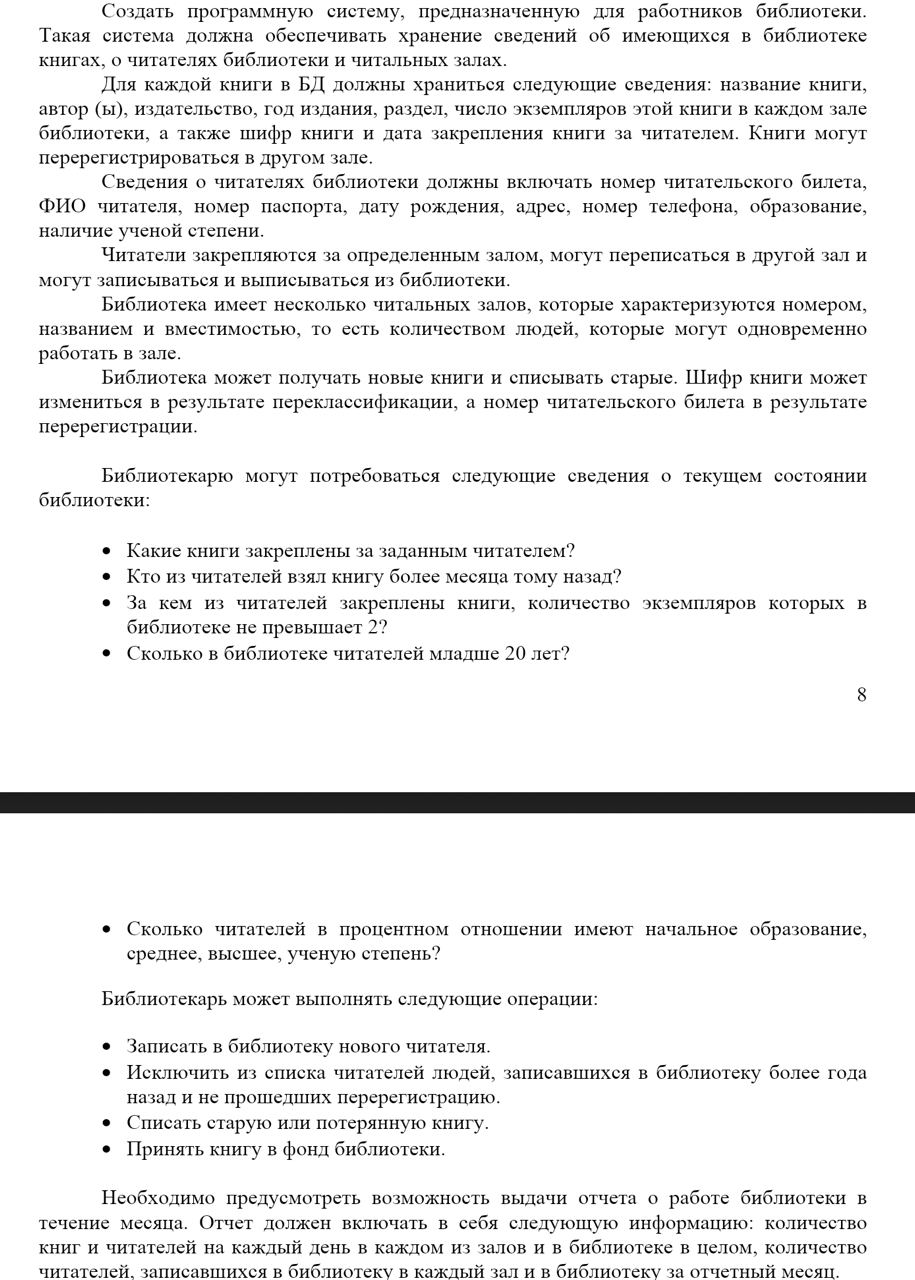 Создать программную систему, предназначенную для работников библиотеки.
Такая система должна обеспечивать хранение сведений об имеющихся в библиотеке
книгах, о читателях библиотеки и читальных залах.
Для каждой книги в БД должны храниться следующие сведения: название книги,
автор (ы), издательство, год издания, раздел, число экземпляров этой книги в каждом зале
библиотеки, а также шифр книги и дата закрепления книги за читателем. Книги могут
перерегистрироваться в другом зале.
Сведения о читателях библиотеки должны включать номер читательского билета,
ФИО читателя, номер паспорта, дату рождения, адрес, номер телефона, образование,
наличие ученой степени.
Читатели закрепляются за определенным залом, могут переписаться в другой зал и
могут записываться и выписываться из библиотеки.
Библиотека имеет несколько читальных залов, которые характеризуются номером,
названием и вместимостью, то есть количеством людей, которые могут одновременно
работать в зале.
Библиотека может получать новые книги и списывать старые. Шифр книги может
измениться в результате переклассификации, а номер читательского билета в результате
перерегистрации.
Библиотекарю могут потребоваться следующие сведения о текущем состоянии
библиотеки:
• Какие книги закреплены за заданным читателем?
• Кто из читателей взял книгу более месяца тому назад?
• За кем из читателей закреплены книги, количество экземпляров которых в
библиотеке не превышает 2?
• Сколько в библиотеке читателей младше 20 лет?
8
• Сколько читателей в процентном отношении имеют начальное образование,
среднее, высшее, ученую степень?
Библиотекарь может выполнять следующие операции:
• Записать в библиотеку нового читателя.
• Исключить из списка читателей людей, записавшихся в библиотеку более года
назад и не прошедших перерегистрацию.
• Списать старую или потерянную книгу.
• Принять книгу в фонд библиотеки.
Необходимо предусмотреть возможность выдачи отчета о работе библиотеки в
течение месяца. Отчет должен включать в себя следующую информацию: количество
книг и читателей на каждый день в каждом из залов и в библиотеке в целом, количество
читателей, записавшихся в библиотеку в каждый зал и в библиотеку за отчетный месяц.